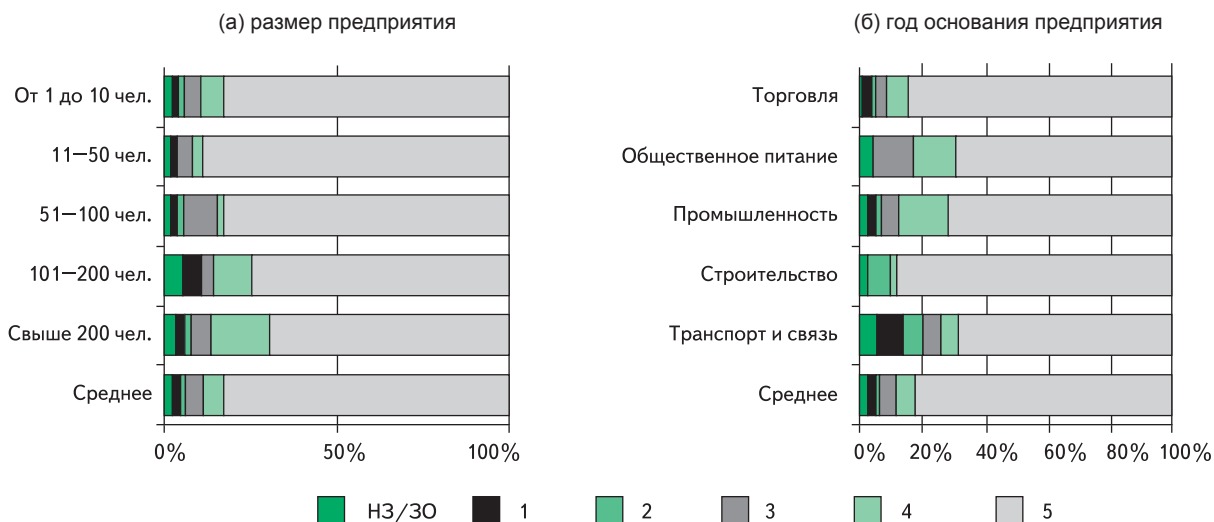 (а) размер предприятия
От 1 до 10 чел.
11—50 чел.
51—100 чел.
101—200 чел.
Свыше 200 чел.
Среднее
0% 50% 100%
(б) год основания предприятия
Торговля
Общественное питание
Промышленность
Строительство
Транспорт и связь
Среднее
0% 20% 40% 60% 80% 100%
НЗ/ЗО 1 2 3 4 5